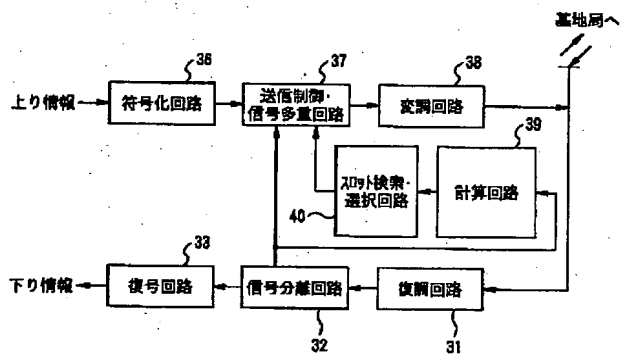 基地局へ
36
37
38
上り情報
符号化回路
送信制御・
信号多重回路
変調回路
39
スロット検索・
選択回路
計算回路
40
33
下り情報
復号回路
信号分離回路
復調回路
32
31